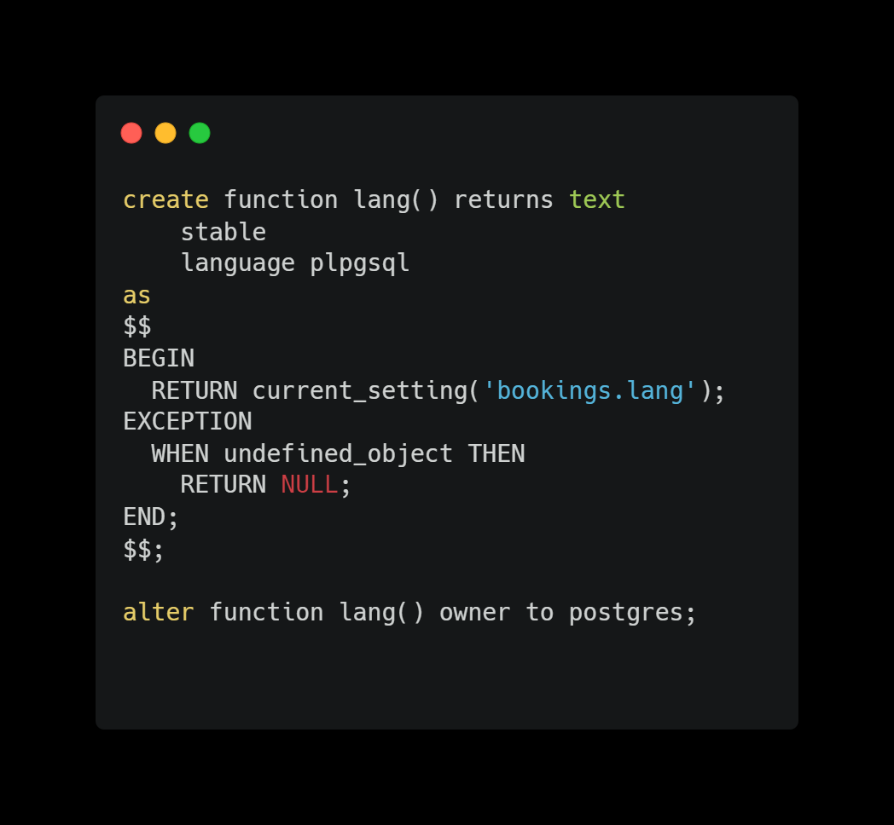 create function lang() returns text
    stable
    language plpgsql
as
$$
BEGIN
  RETURN current_setting('bookings.lang');
EXCEPTION
  WHEN undefined_object THEN
    RETURN NULL;
END;
$$;

alter function lang() owner to postgres;